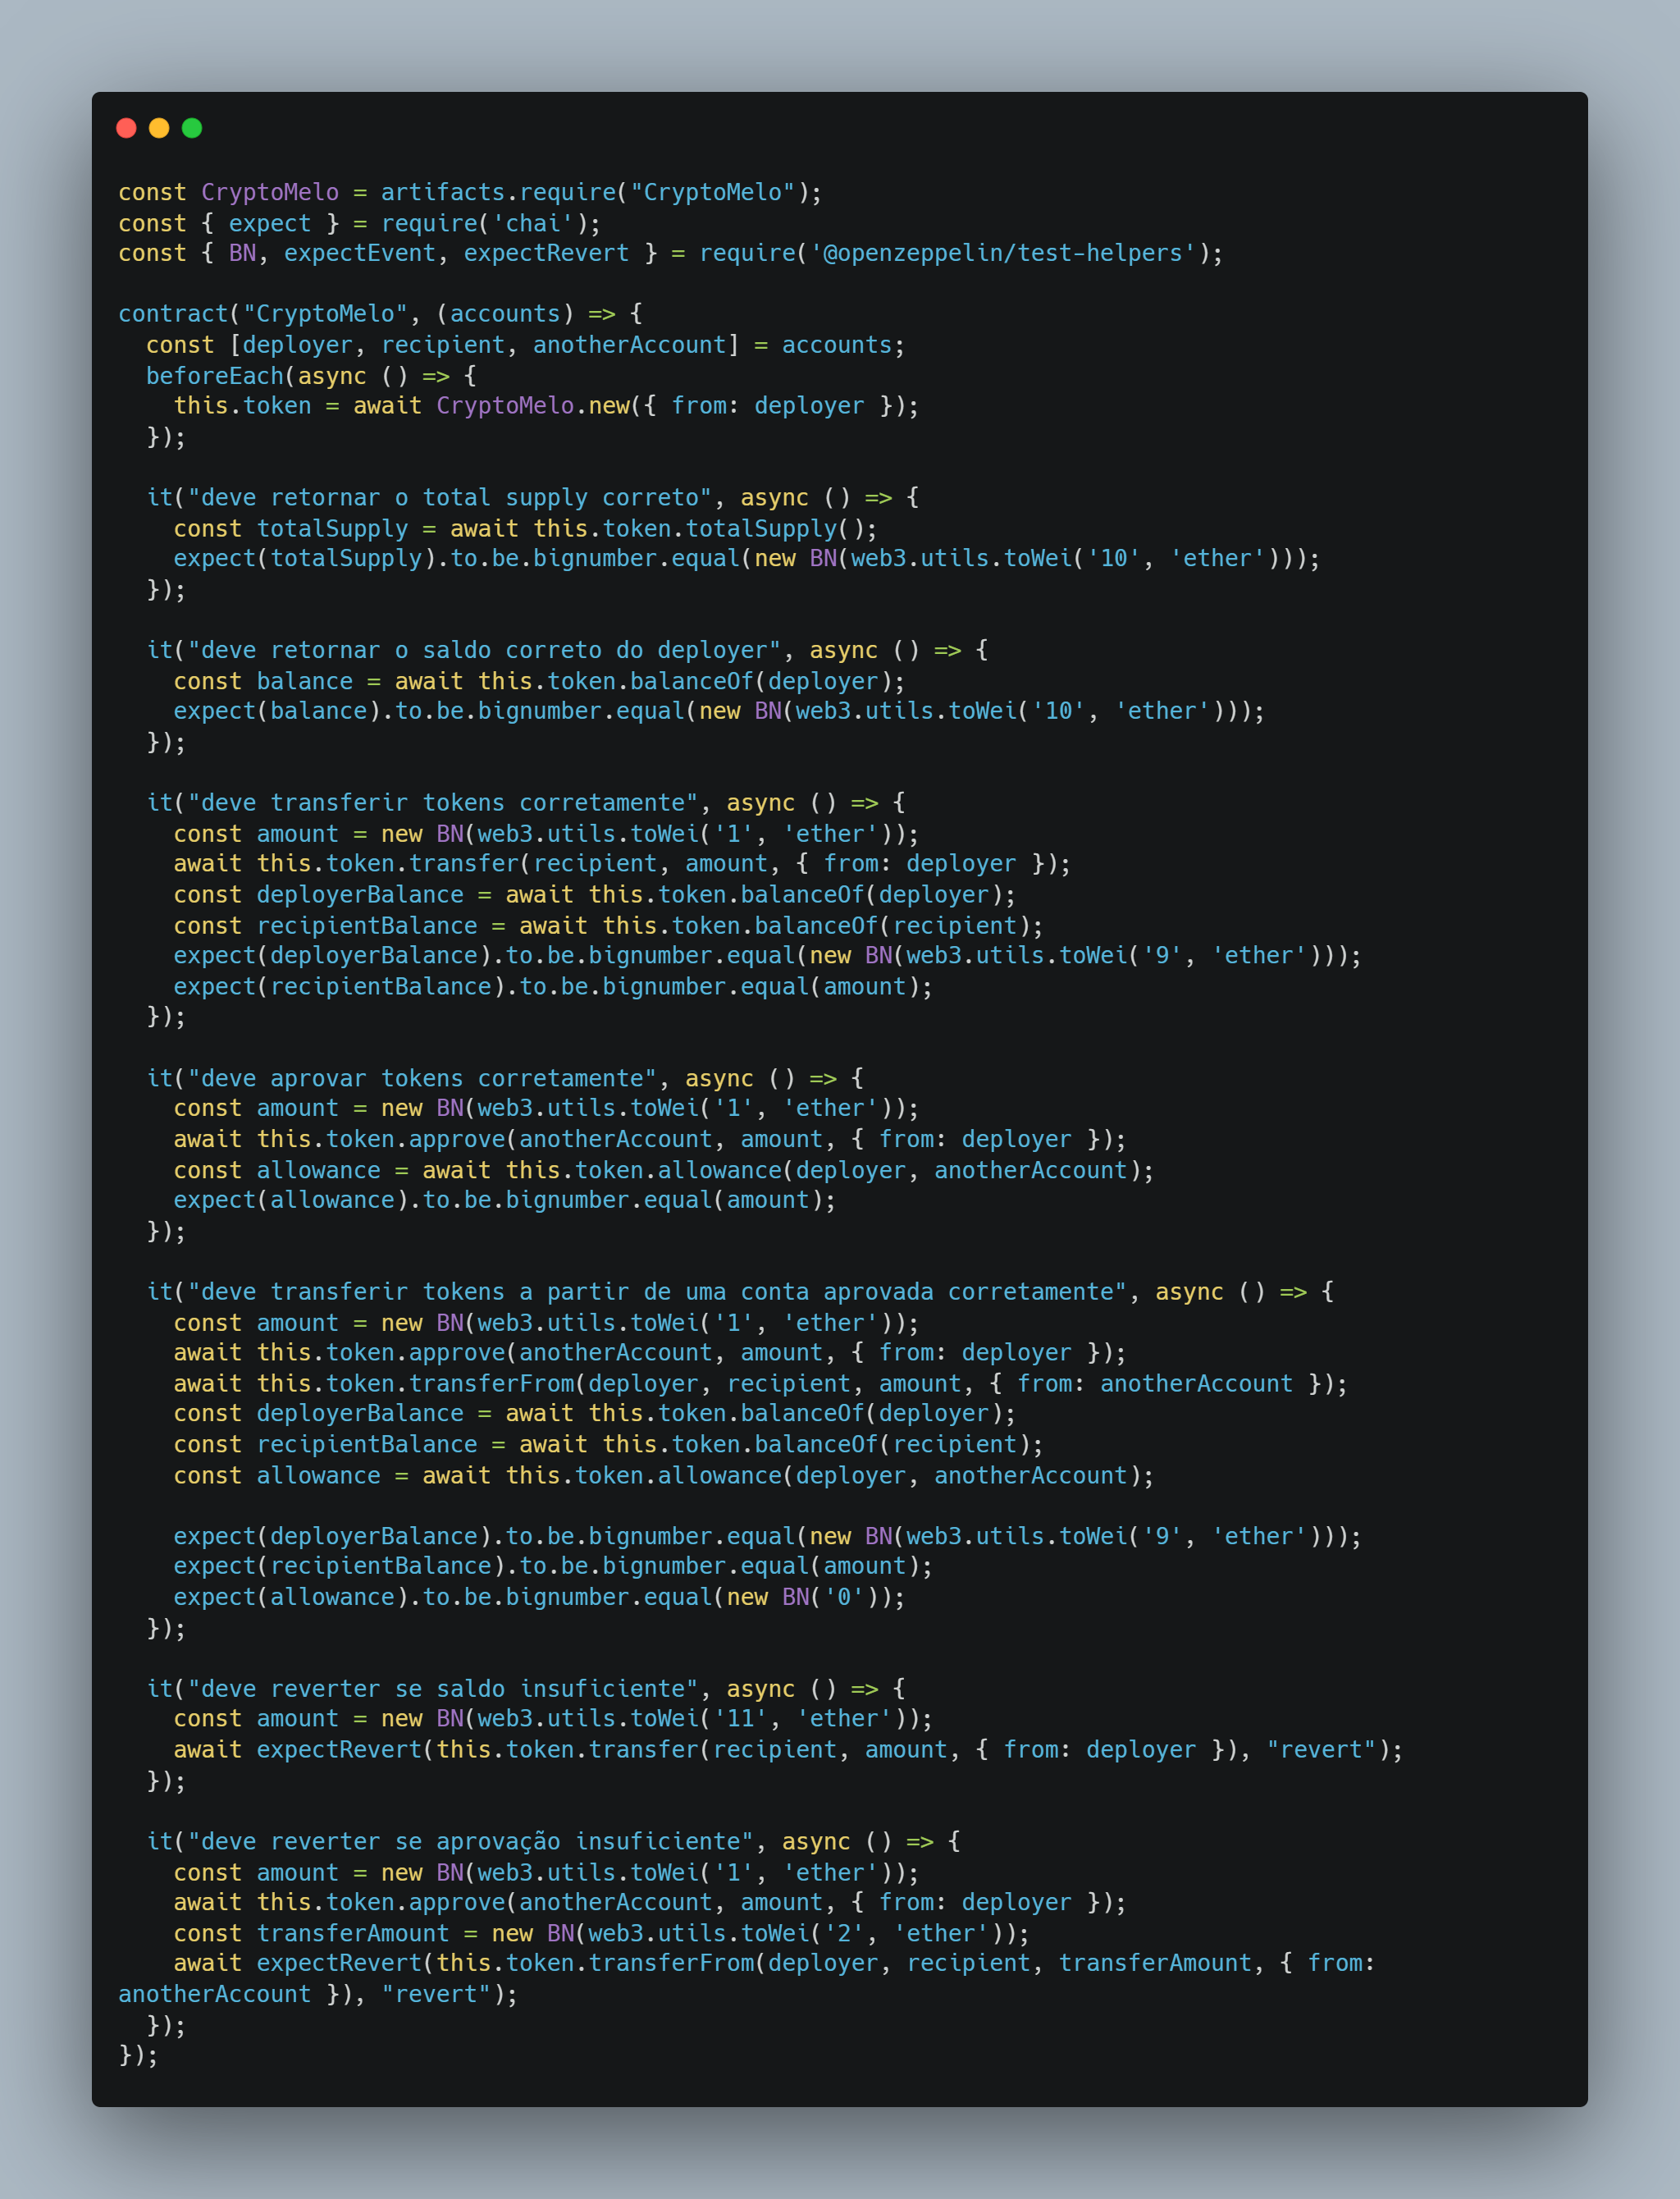 const CryptoMelo = artifacts.require("CryptoMelo");
const { expect } = require('chai');
const { BN, expectEvent, expectRevert } = require('@openzeppelin/test-helpers');

contract("CryptoMelo", (accounts) => {
  const [deployer, recipient, anotherAccount] = accounts;
  beforeEach(async () => {
    this.token = await CryptoMelo.new({ from: deployer });
  });

  it("deve retornar o total supply correto", async () => {
    const totalSupply = await this.token.totalSupply();
    expect(totalSupply).to.be.bignumber.equal(new BN(web3.utils.toWei('10', 'ether')));
  });

  it("deve retornar o saldo correto do deployer", async () => {
    const balance = await this.token.balanceOf(deployer);
    expect(balance).to.be.bignumber.equal(new BN(web3.utils.toWei('10', 'ether')));
  });

  it("deve transferir tokens corretamente", async () => {
    const amount = new BN(web3.utils.toWei('1', 'ether'));
    await this.token.transfer(recipient, amount, { from: deployer });
    const deployerBalance = await this.token.balanceOf(deployer);
    const recipientBalance = await this.token.balanceOf(recipient);
    expect(deployerBalance).to.be.bignumber.equal(new BN(web3.utils.toWei('9', 'ether')));
    expect(recipientBalance).to.be.bignumber.equal(amount);
  });

  it("deve aprovar tokens corretamente", async () => {
    const amount = new BN(web3.utils.toWei('1', 'ether'));
    await this.token.approve(anotherAccount, amount, { from: deployer });
    const allowance = await this.token.allowance(deployer, anotherAccount);
    expect(allowance).to.be.bignumber.equal(amount);
  });

  it("deve transferir tokens a partir de uma conta aprovada corretamente", async () => {
    const amount = new BN(web3.utils.toWei('1', 'ether'));
    await this.token.approve(anotherAccount, amount, { from: deployer });
    await this.token.transferFrom(deployer, recipient, amount, { from: anotherAccount });
    const deployerBalance = await this.token.balanceOf(deployer);
    const recipientBalance = await this.token.balanceOf(recipient);
    const allowance = await this.token.allowance(deployer, anotherAccount);

    expect(deployerBalance).to.be.bignumber.equal(new BN(web3.utils.toWei('9', 'ether')));
    expect(recipientBalance).to.be.bignumber.equal(amount);
    expect(allowance).to.be.bignumber.equal(new BN('0'));
  });

  it("deve reverter se saldo insuficiente", async () => {
    const amount = new BN(web3.utils.toWei('11', 'ether'));
    await expectRevert(this.token.transfer(recipient, amount, { from: deployer }), "revert");
  });

  it("deve reverter se aprovação insuficiente", async () => {
    const amount = new BN(web3.utils.toWei('1', 'ether'));
    await this.token.approve(anotherAccount, amount, { from: deployer });
    const transferAmount = new BN(web3.utils.toWei('2', 'ether'));
    await expectRevert(this.token.transferFrom(deployer, recipient, transferAmount, { from:
anotherAccount }), "revert");
  });
});